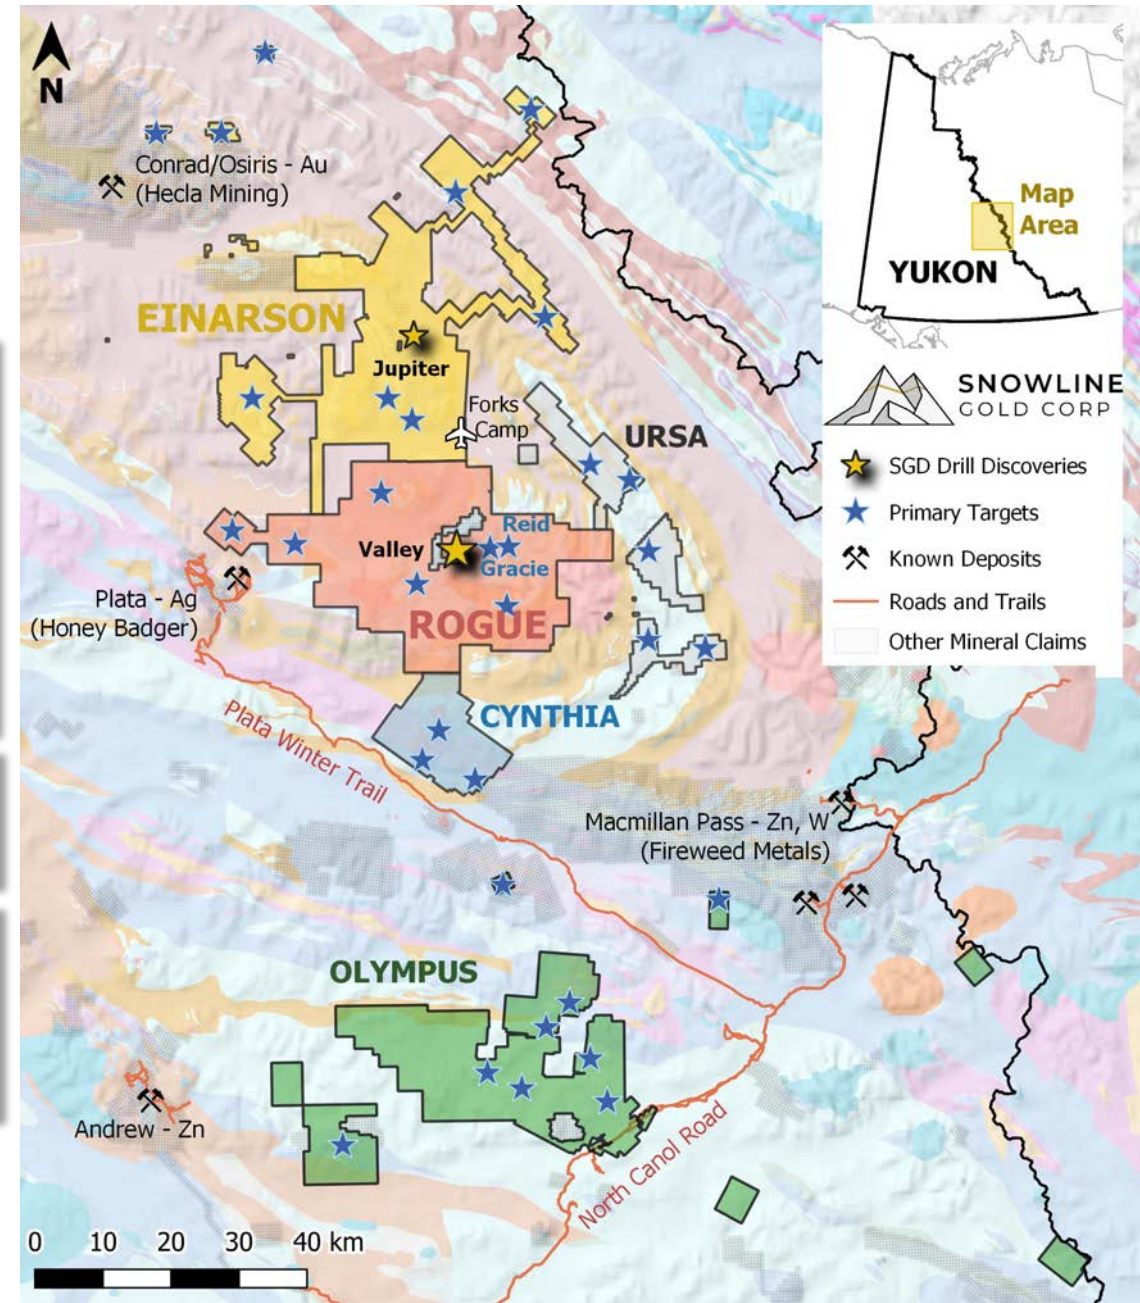 N
Conrad/Osiris - Au
(Hecla Mining)
EINARSON
Jupiter
Forks
Camp
URSA
Reid
Valley
Gracie
Plata - Ag
(Honey Badger)
ROGUE
CYNTHIA
Plata Winter Trail
Macmillan Pass - Zn, W
(Fireweed Metals)
OLYMPUS
Andrew - Zn
North Canol Road
0 10 20 30 40 km
Map
Area
YUKON
SNOWLINE
GOLD CORP
SGD Drill Discoveries
Primary Targets
Known Deposits
Roads and Trails
Other Mineral Claims